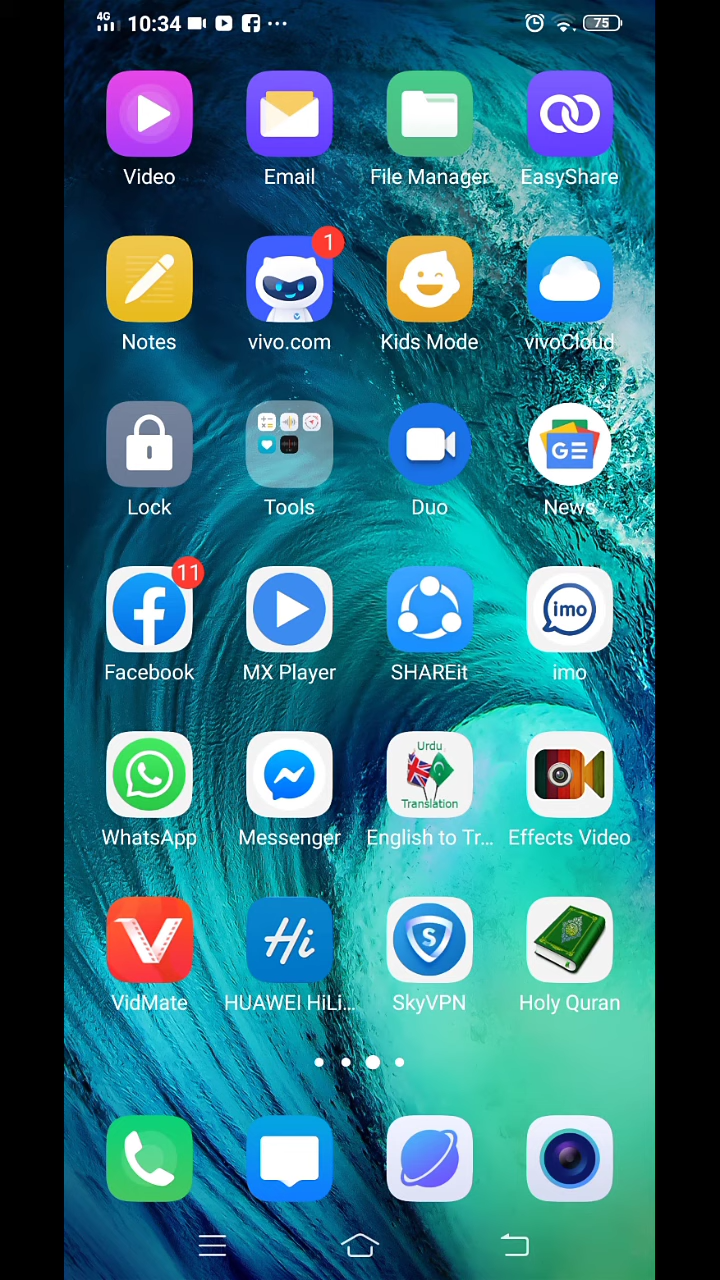 4G 10:34 75
Video Email File Manager EasyShare
1
Notes vivo.com Kids Mode vivoCloud
GE
Lock Tools Duo News
11
imo
Facebook MX Player SHAREit imo
Urdu
Translation
WhatsApp Messenger English to Tr... Effects Video
Hi S
VidMate HUAWEI HiLi... SkyVPN Holy Quran